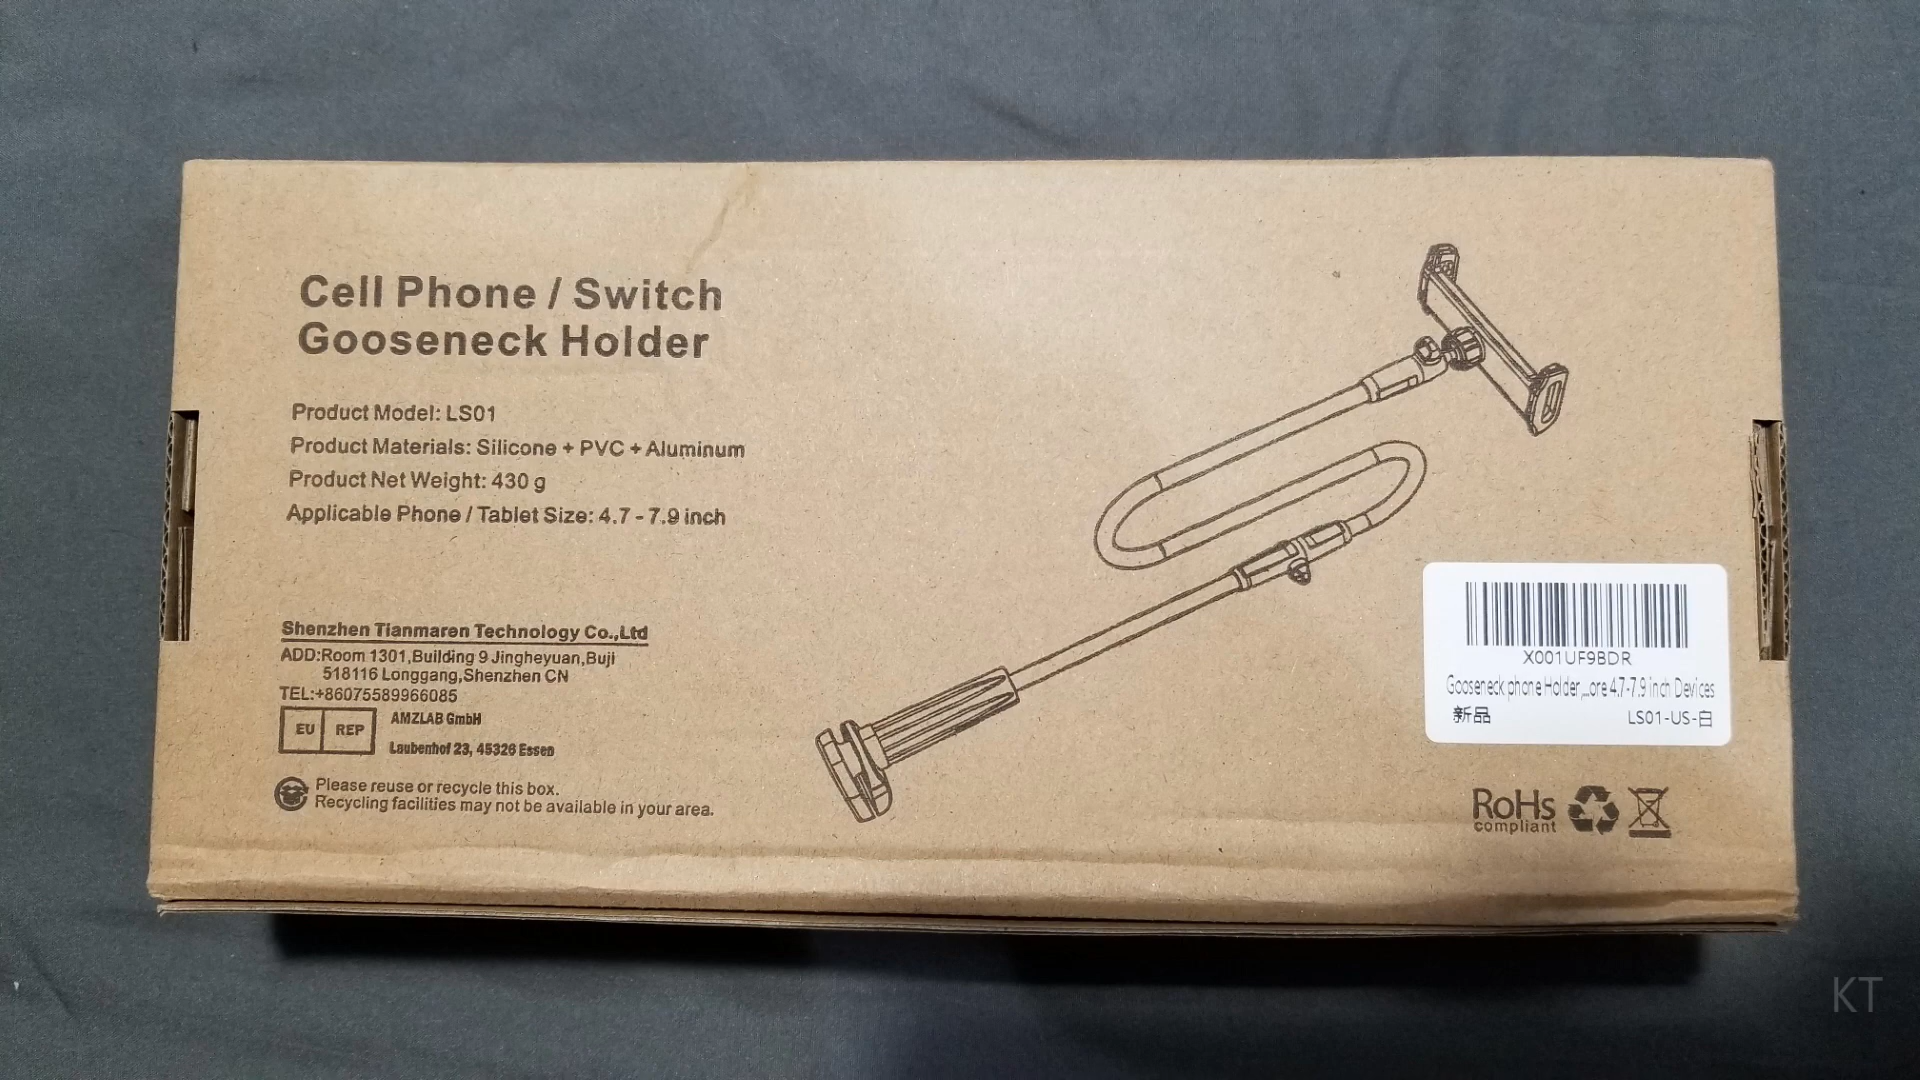 Cell Phone / Switch
Gooseneck Holder
Product Model: LS01
Product Materials: Silicone + PVC + Aluminum
Product Net Weight: 430 g
Applicable Phone / Tablet Size: 4.7 - 7.9 inch
Shenzhen Tianmaren Technology Co.,Ltd
ADD:Room 1301,Building 9 Jingheyuan,Buji
518116 Longgang,Shenzhen CN
TEL:+86075589966085
EU REP
AMZLAB GmbH
Laubenhof 23, 45326 Essen
Please reuse or recycle this box.
Recycling facilities may not be available in your area.
X001UF9BDR
Gooseneck phone Holder,...ore 4.7-7.9 inch Devices
新品 LS01-US-白
RoHs
compliant
KT